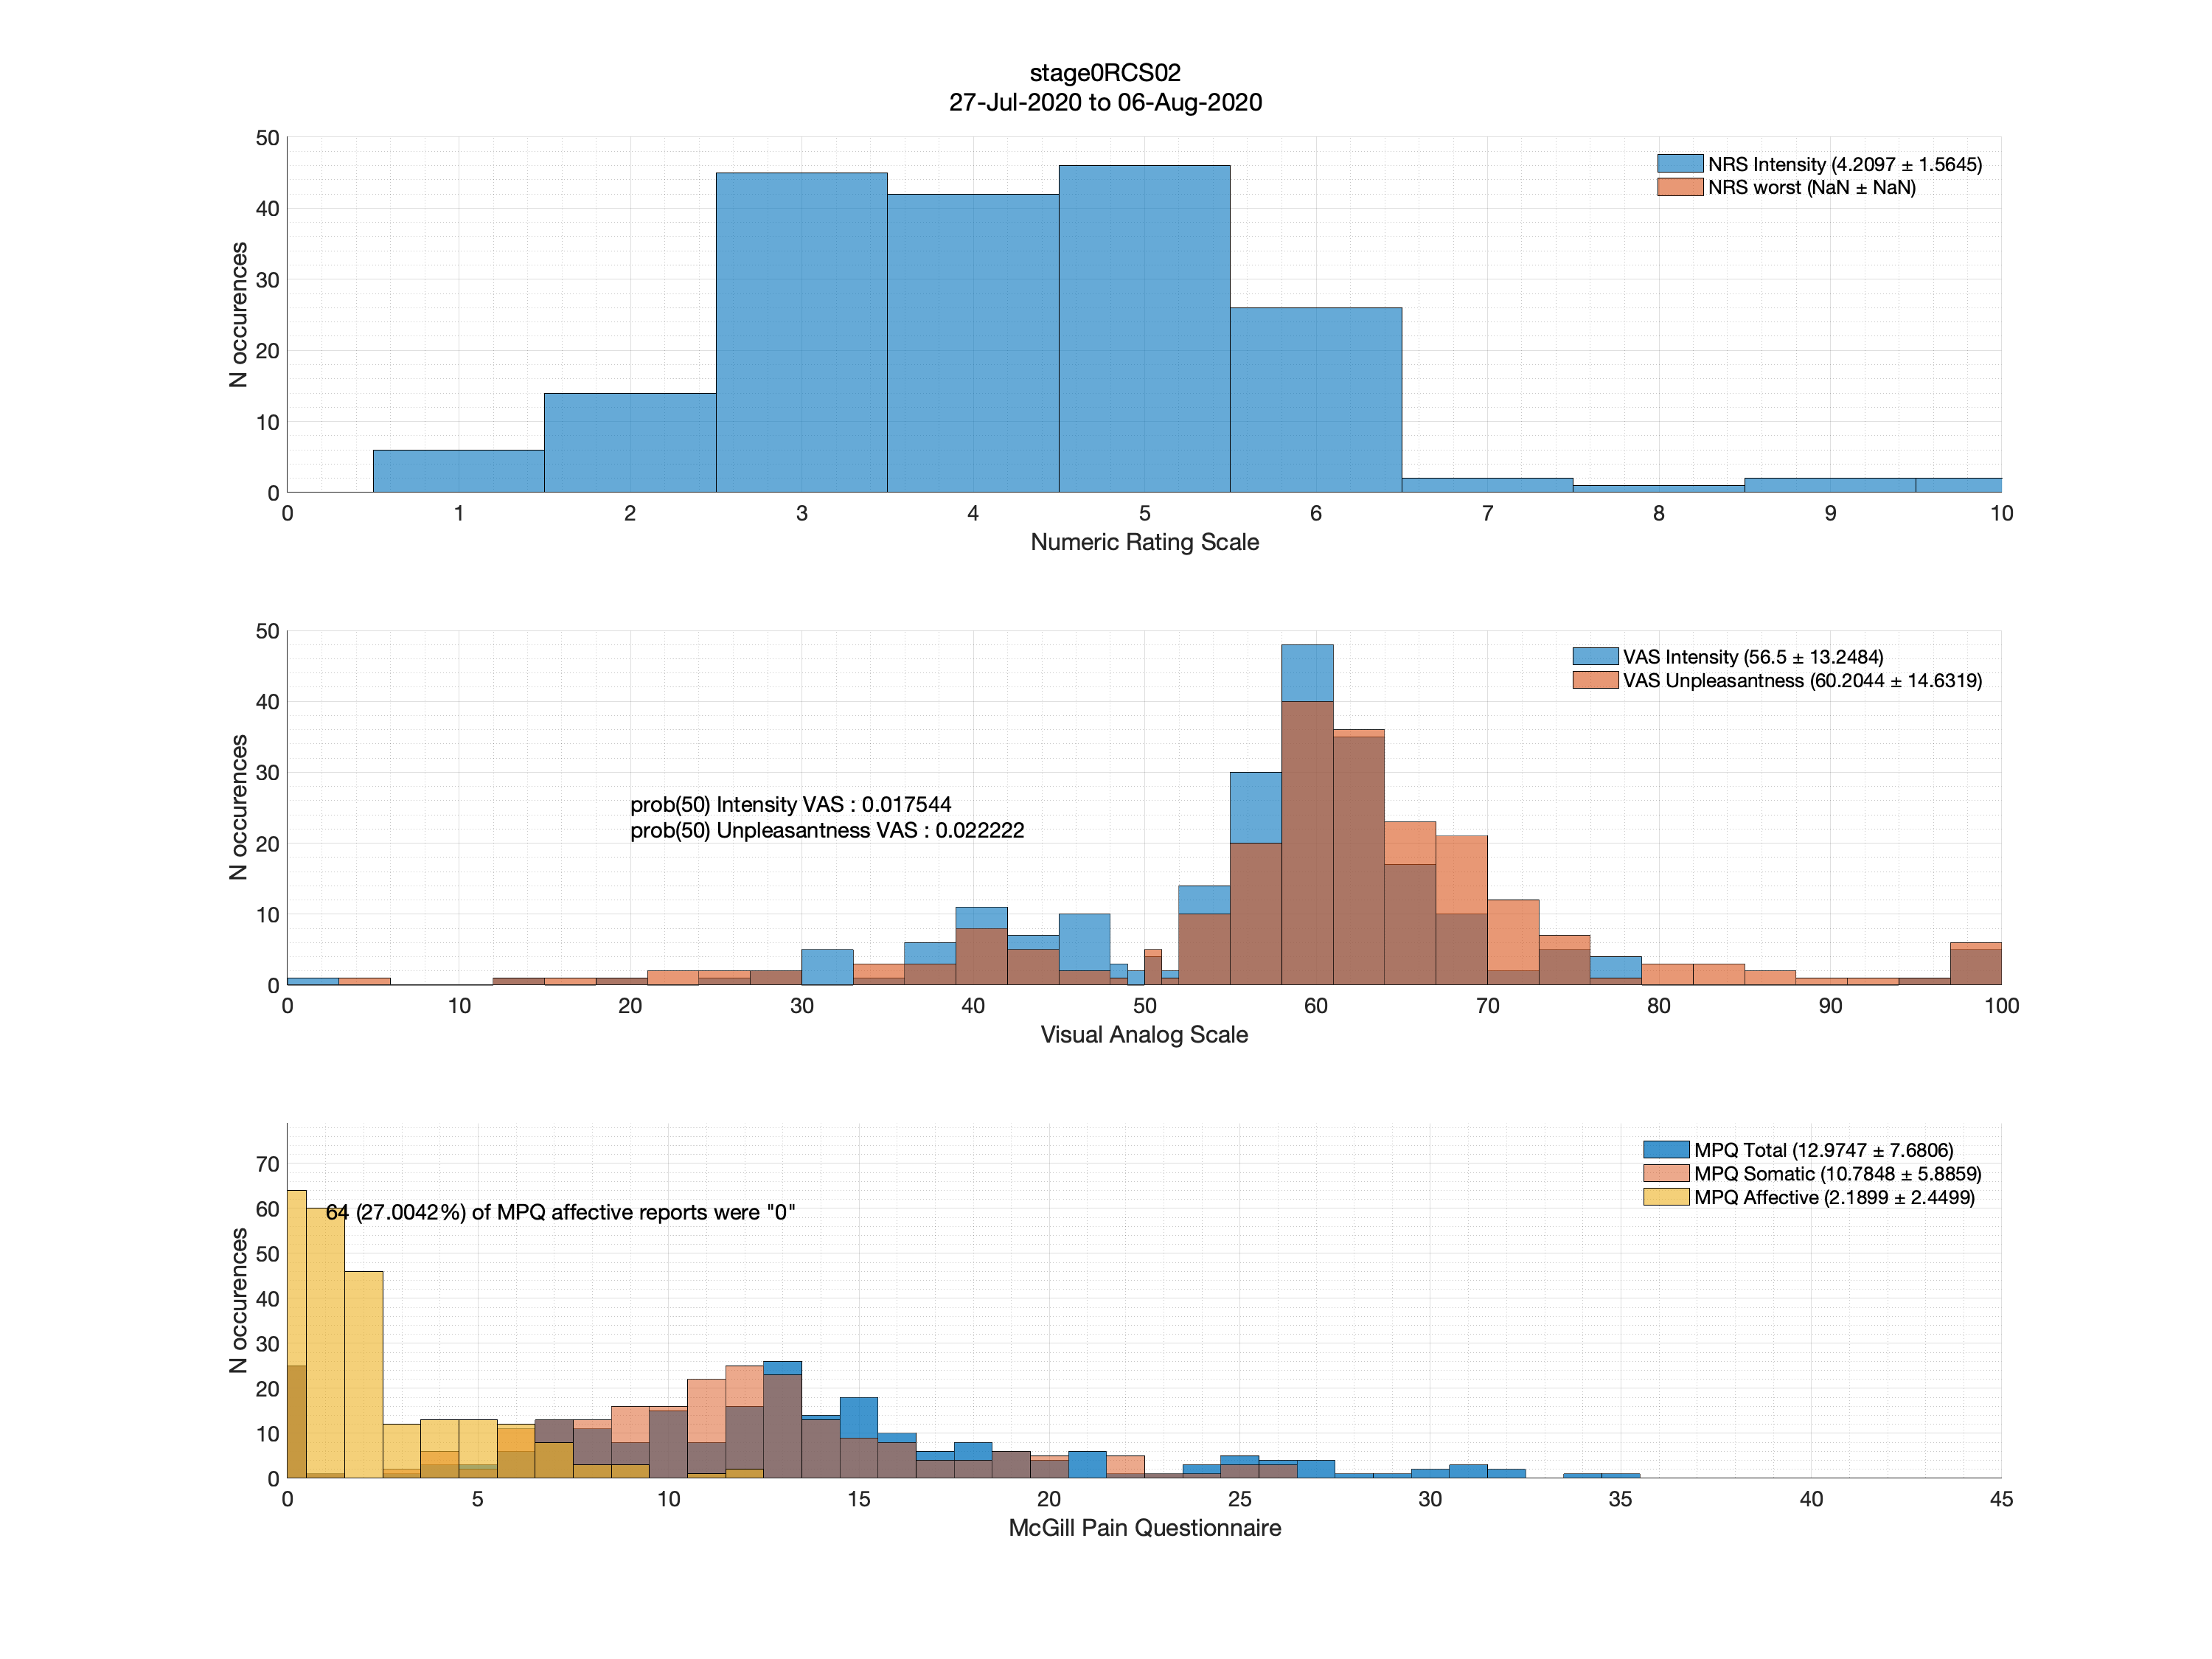 stage0RCS02
27-Jul-2020 to 06-Aug-2020
50
40
30
20
10
0
N occurences
NRS Intensity (4.2097 ± 1.5645)
NRS worst (NaN ± NaN)
0 1 2 3 4 5 6 7 8 9 10
Numeric Rating Scale
50
40
30
20
10
0
N occurences
VAS Intensity (56.5 ± 13.2484)
VAS Unpleasantness (60.2044 ± 14.6319)
prob(50) Intensity VAS : 0.017544
prob(50) Unpleasantness VAS : 0.022222
0 10 20 30 40 50 60 70 80 90 100
Visual Analog Scale
70
60
50
40
30
20
10
0
N occurences
MPQ Total (12.9747 ± 7.6806)
MPQ Somatic (10.7848 ± 5.8859)
MPQ Affective (2.1899 ± 2.4499)
64 (27.0042%) of MPQ affective reports were "0"
0 5 10 15 20 25 30 35 40 45
McGill Pain Questionnaire